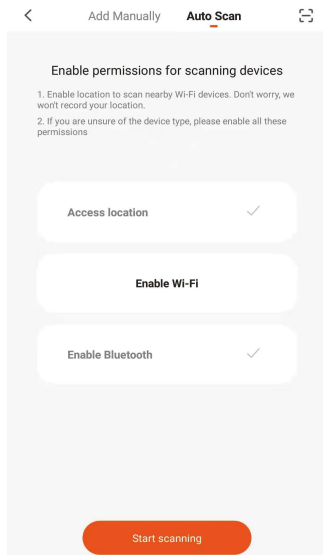 Add Manually Auto Scan
Enable permissions for scanning devices
1. Enable location to scan nearby Wi-Fi devices. Don't worry, we
won't record your location.
2. If you are unsure of the device type, please enable all these
permissions
Access location
Enable Wi-Fi
Enable Bluetooth
Start scanning